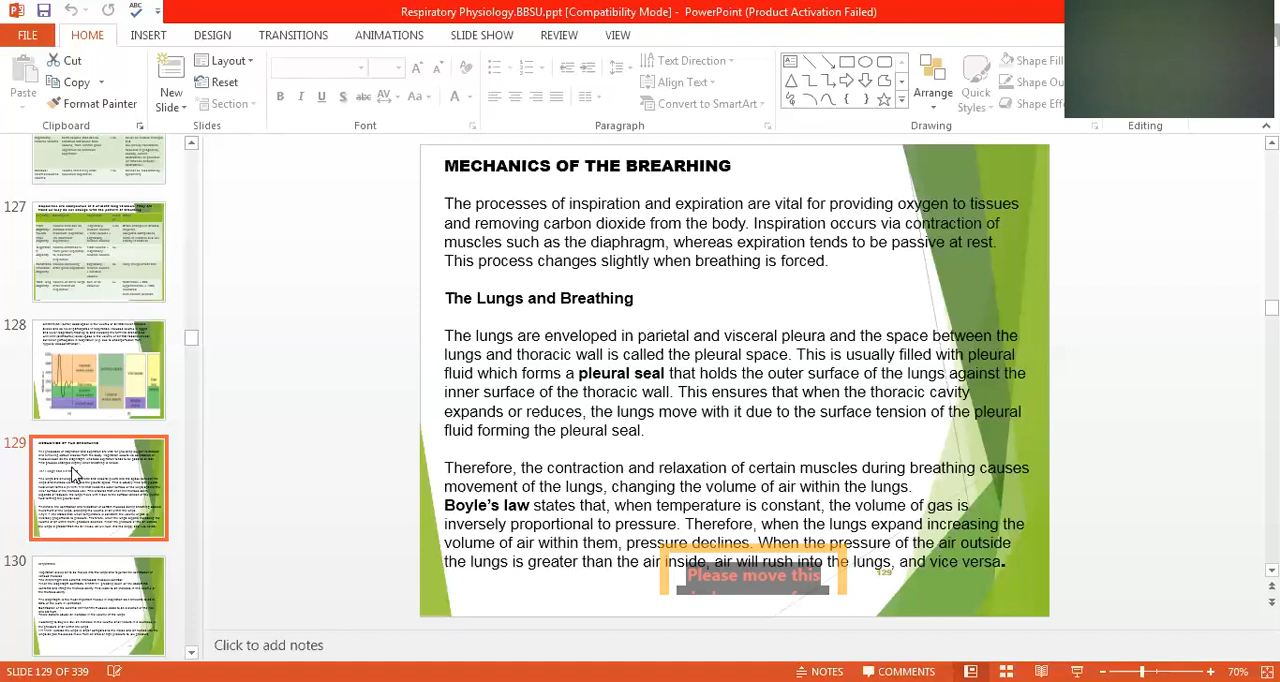 Respiratory Physiology.BBSU.ppt [Compatibility Mode] - PowerPoint (Product Activation Failed)
FILE HOME INSERT DESIGN TRANSITIONS ANIMATIONS SLIDE SHOW REVIEW VIEW
Paste Cut Copy Format Painter
New Slide Layout Reset Section
Text Direction Align Text Convert to SmartArt
Arrange Quick Styles Shape Fill
Clipboard Slides Font Paragraph Drawing Editing
127
128
129
130
MECHANICS OF THE BREARHING
The processes of inspiration and expiration are vital for providing oxygen to tissues
and removing carbon dioxide from the body. Inspiration occurs via contraction of
muscles such as the diaphragm, whereas expiration tends to be passive at rest.
This process changes slightly when breathing is forced.
The Lungs and Breathing
The lungs are enveloped in parietal and visceral pleura and the space between the
lungs and thoracic wall is called the pleural space. This is usually filled with pleural
fluid which forms a pleural seal that holds the outer surface of the lungs against the
inner surface of the thoracic wall. This ensures that when the thoracic cavity
expands or reduces, the lungs move with it due to the surface tension of the pleural
fluid forming the pleural seal.
Therefore, the contraction and relaxation of certain muscles during breathing causes
movement of the lungs, changing the volume of air within the lungs.
Boyle's law states that, when temperature is constant, the volume of gas is
inversely proportional to pressure. Therefore, when the lungs expand increasing the
volume of air within them, pressure declines. When the pressure of the air outside
the lungs is greater than the air inside, air will rush into the lungs, and vice versa.
Please move this
129
Click to add notes
SLIDE 129 OF 339 NOTES COMMENTS 70%